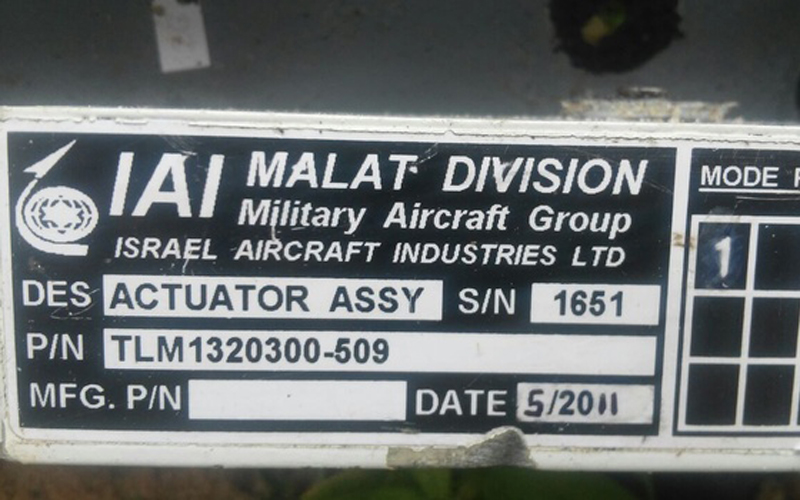 IAI MALAT DIVISION
Military Aircraft Group
ISRAEL AIRCRAFT INDUSTRIES LTD
DES ACTUATOR ASSY S/N 1651
P/N TLM1320300-509
MFG. P/N DATE 5/2011
MODE
1